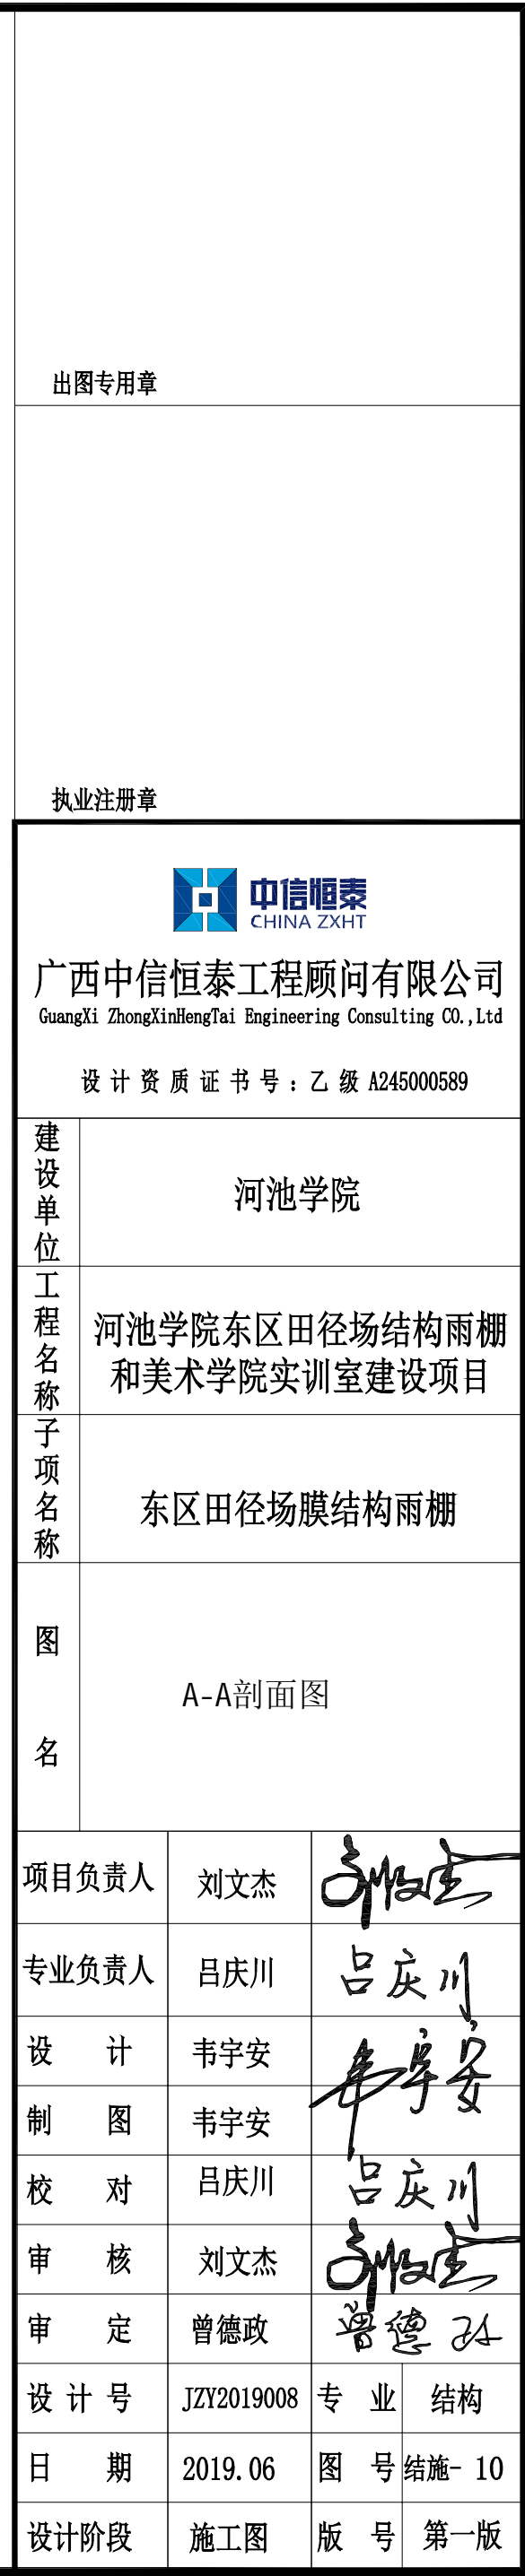 出图专用章
执业注册章
中信恒泰
CHINA ZXHT
广西中信恒泰工程顾问有限公司
GuangXi ZhongXinHengTai Engineering Consulting CO.,Ltd
设计资质证书号:乙级 A245000589
建设单位 河池学院
工程名称 河池学院东区田径场结构雨棚
和美术学院实训室建设项目
子项名称 东区田径场膜结构雨棚
图名 A-A剖面图
项目负责人 刘文杰 刘文杰
专业负责人 吕庆川 吕庆川
设计 韦宇安 韦宇安
制图 韦宇安
校对 吕庆川 吕庆川
审核 刘文杰 刘文杰
审定 曾德政 曾德政
设计号 JZY2019008 专业 结构
日期 2019.06 图号 结施- 10
设计阶段 施工图 版号 第一版